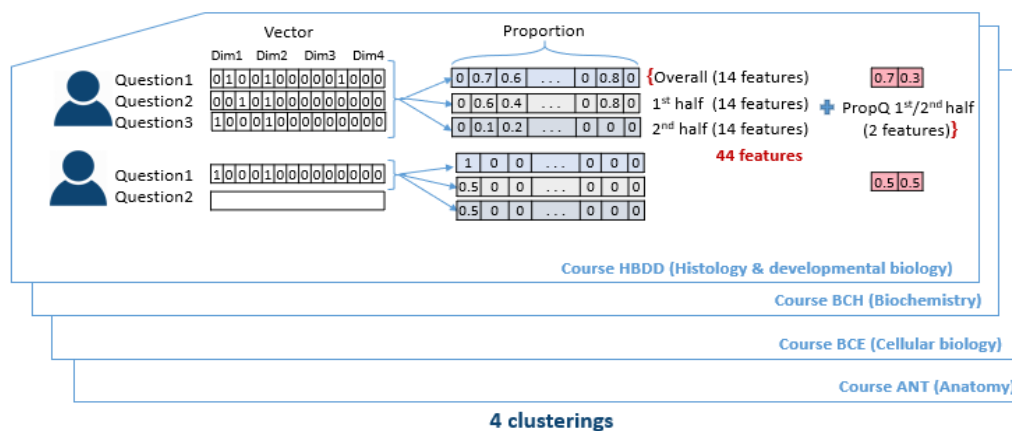 Vector
Proportion
Dim1 Dim2 Dim3 Dim4
Question1
0 1 0 0 1 0 0 0 0 0 1 0 0 0
0 0.7 0.6 ... 0 0.8 0
{Overall (14 features)
0.7 0.3
Question2
0 0 1 0 1 0 0 0 0 0 0 0 0 0
0 0.6 0.4 ... 0 0.8 0
1st half (14 features)
+ PropQ 1st/2nd half
Question3
1 0 0 0 1 0 0 0 0 0 0 0 0 0
0 0.1 0.2 ... 0 0 0
2nd half (14 features)
(2 features)}
44 features
Question1
1 0 0 0 1 0 0 0 0 0 0 0 0 0
1 0 0 ... 0 0 0
Question2
0.5 0 0 ... 0 0 0
0.5 0.5
0.5 0 0 ... 0 0 0
Course HBDD (Histology & developmental biology)
Course BCH (Biochemistry)
Course BCE (Cellular biology)
Course ANT (Anatomy)
4 clusterings